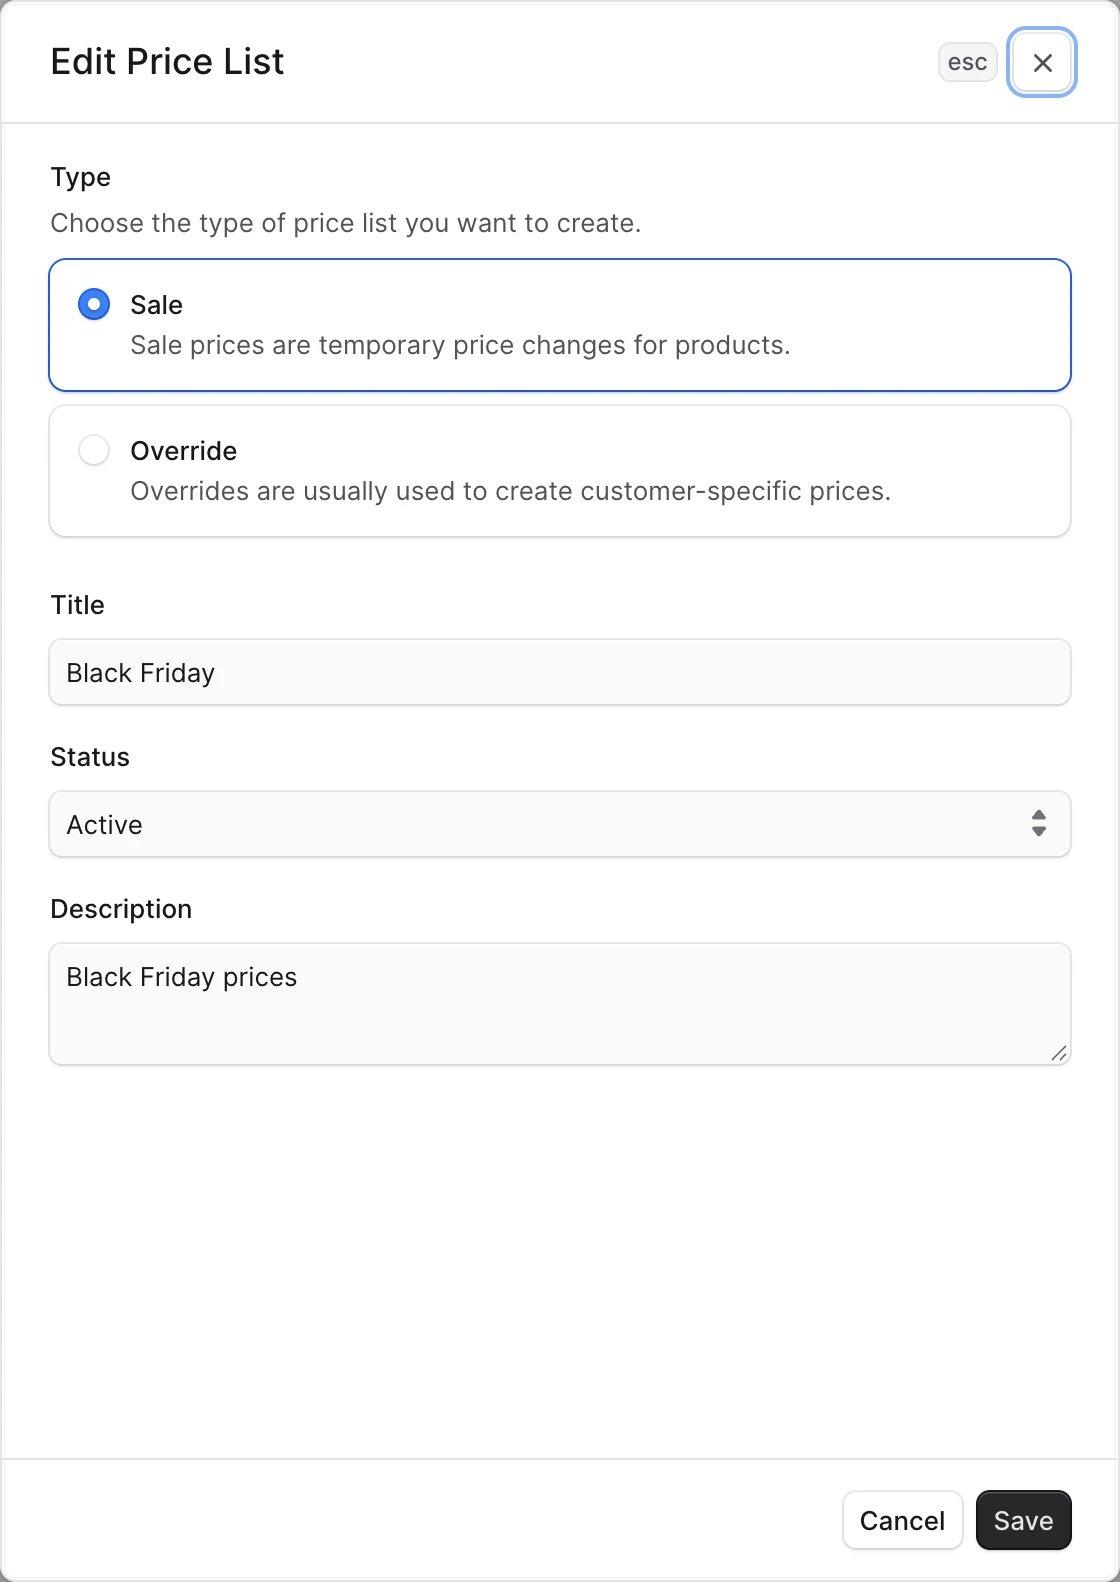 Edit Price List
esc
Type
Choose the type of price list you want to create.
Sale
Sale prices are temporary price changes for products.
Override
Overrides are usually used to create customer-specific prices.
Title
Black Friday
Status
Active
Description
Black Friday prices
Cancel
Save